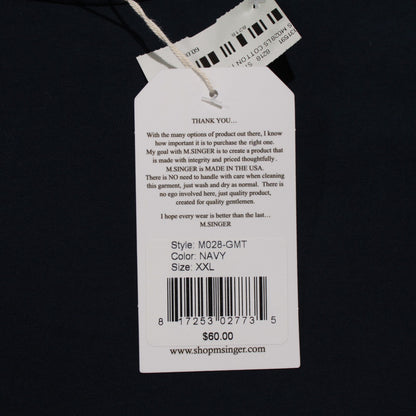 THANK YOU...
With the many options of product out there, I know
how important it is to purchase the right one.
My goal with M.SINGER is to create a product that
is made with integrity and priced thoughtfully.
M.SINGER is MADE IN THE USA.
There is NO need to handle with care when cleaning
this garment, just wash and dry as normal. There is
no ego involved here, just quality product,
created for quality gentlemen.
I hope every wear is better than the last...
M.SINGER
Style: M028-GMT
Color: NAVY
Size: XXL
8 17253 02773 5
$60.00
www.shopmsinger.com